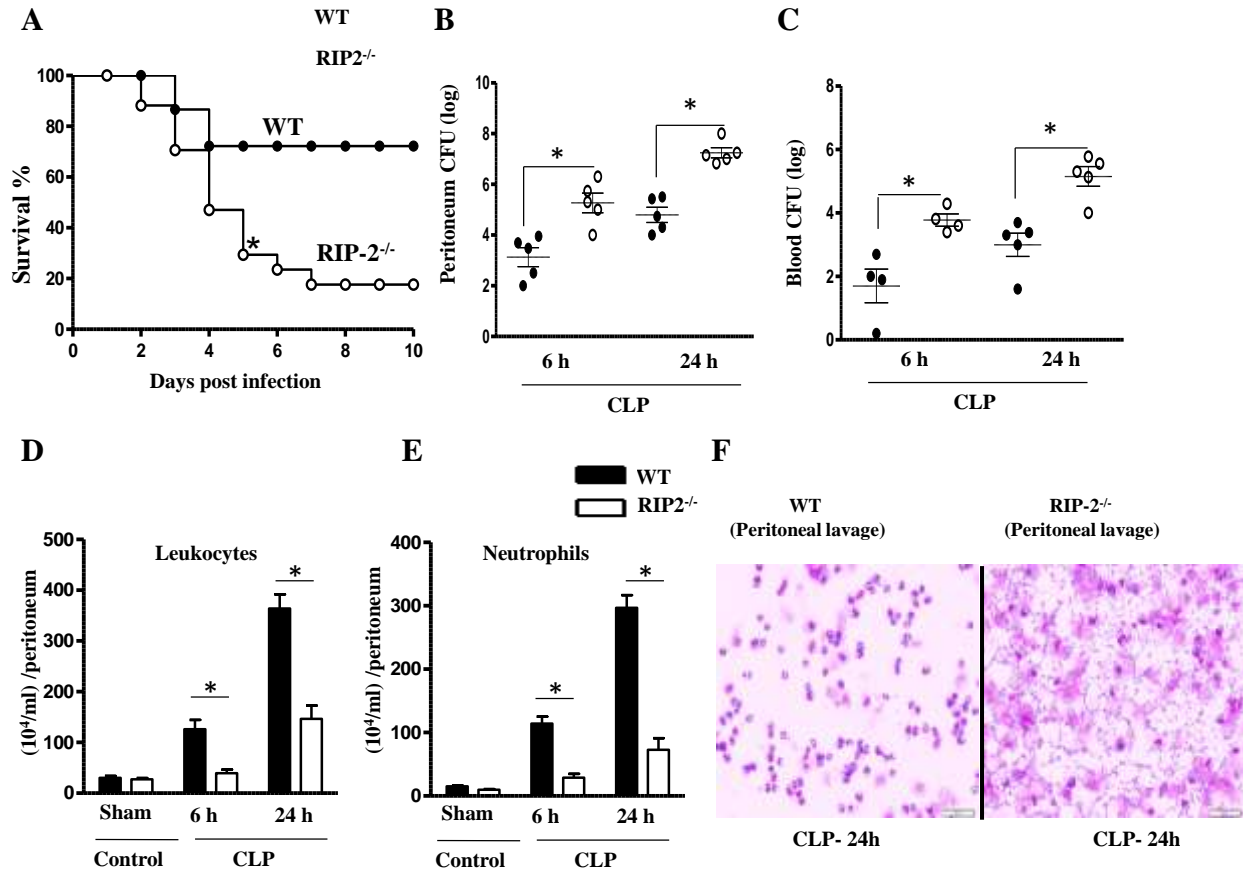 A
WT
RIP2-/-
Survival %
100
80
60
40
20
0
WT
*
RIP-2-/-
0 2 4 6 8 10
Days post infection
B
Peritoneum CFU (log)
10
8
6
4
2
0
*
*
6 h 24 h
CLP
C
Blood CFU (log)
8
6
4
2
0
*
*
6 h 24 h
CLP
D
(10⁴/ml) /peritoneum
500
400
300
200
100
0
Leukocytes
*
*
Sham 6 h 24 h
Control CLP
E
WT
RIP2-/-
(10⁴/ml) /peritoneum
400
300
200
100
0
Neutrophils
*
*
Sham 6 h 24 h
Control CLP
F
WT
(Peritoneal lavage)
RIP-2-/-
(Peritoneal lavage)
CLP- 24h CLP- 24h